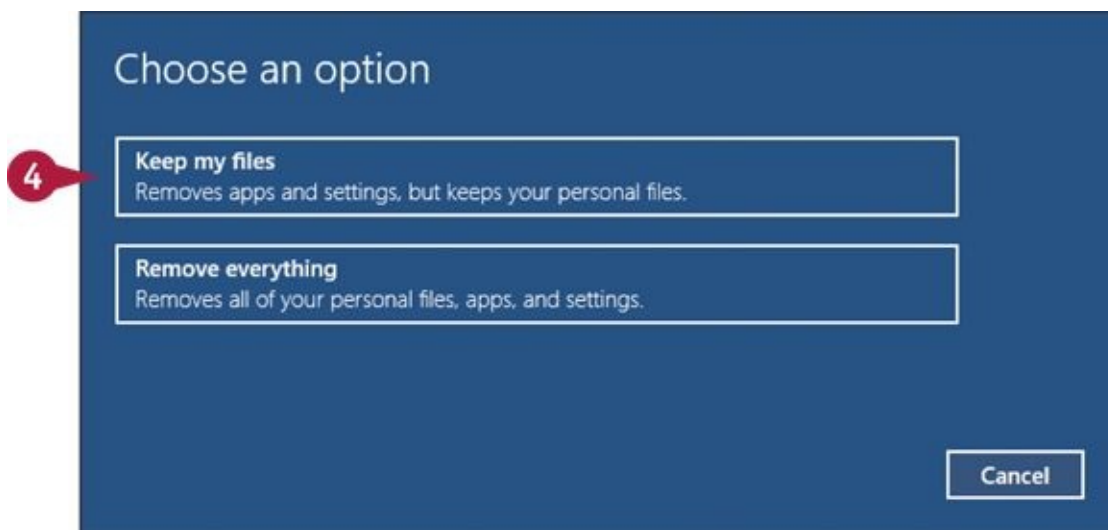 Choose an option
4
Keep my files
Removes apps and settings, but keeps your personal files.
Remove everything
Removes all of your personal files, apps, and settings.
Cancel